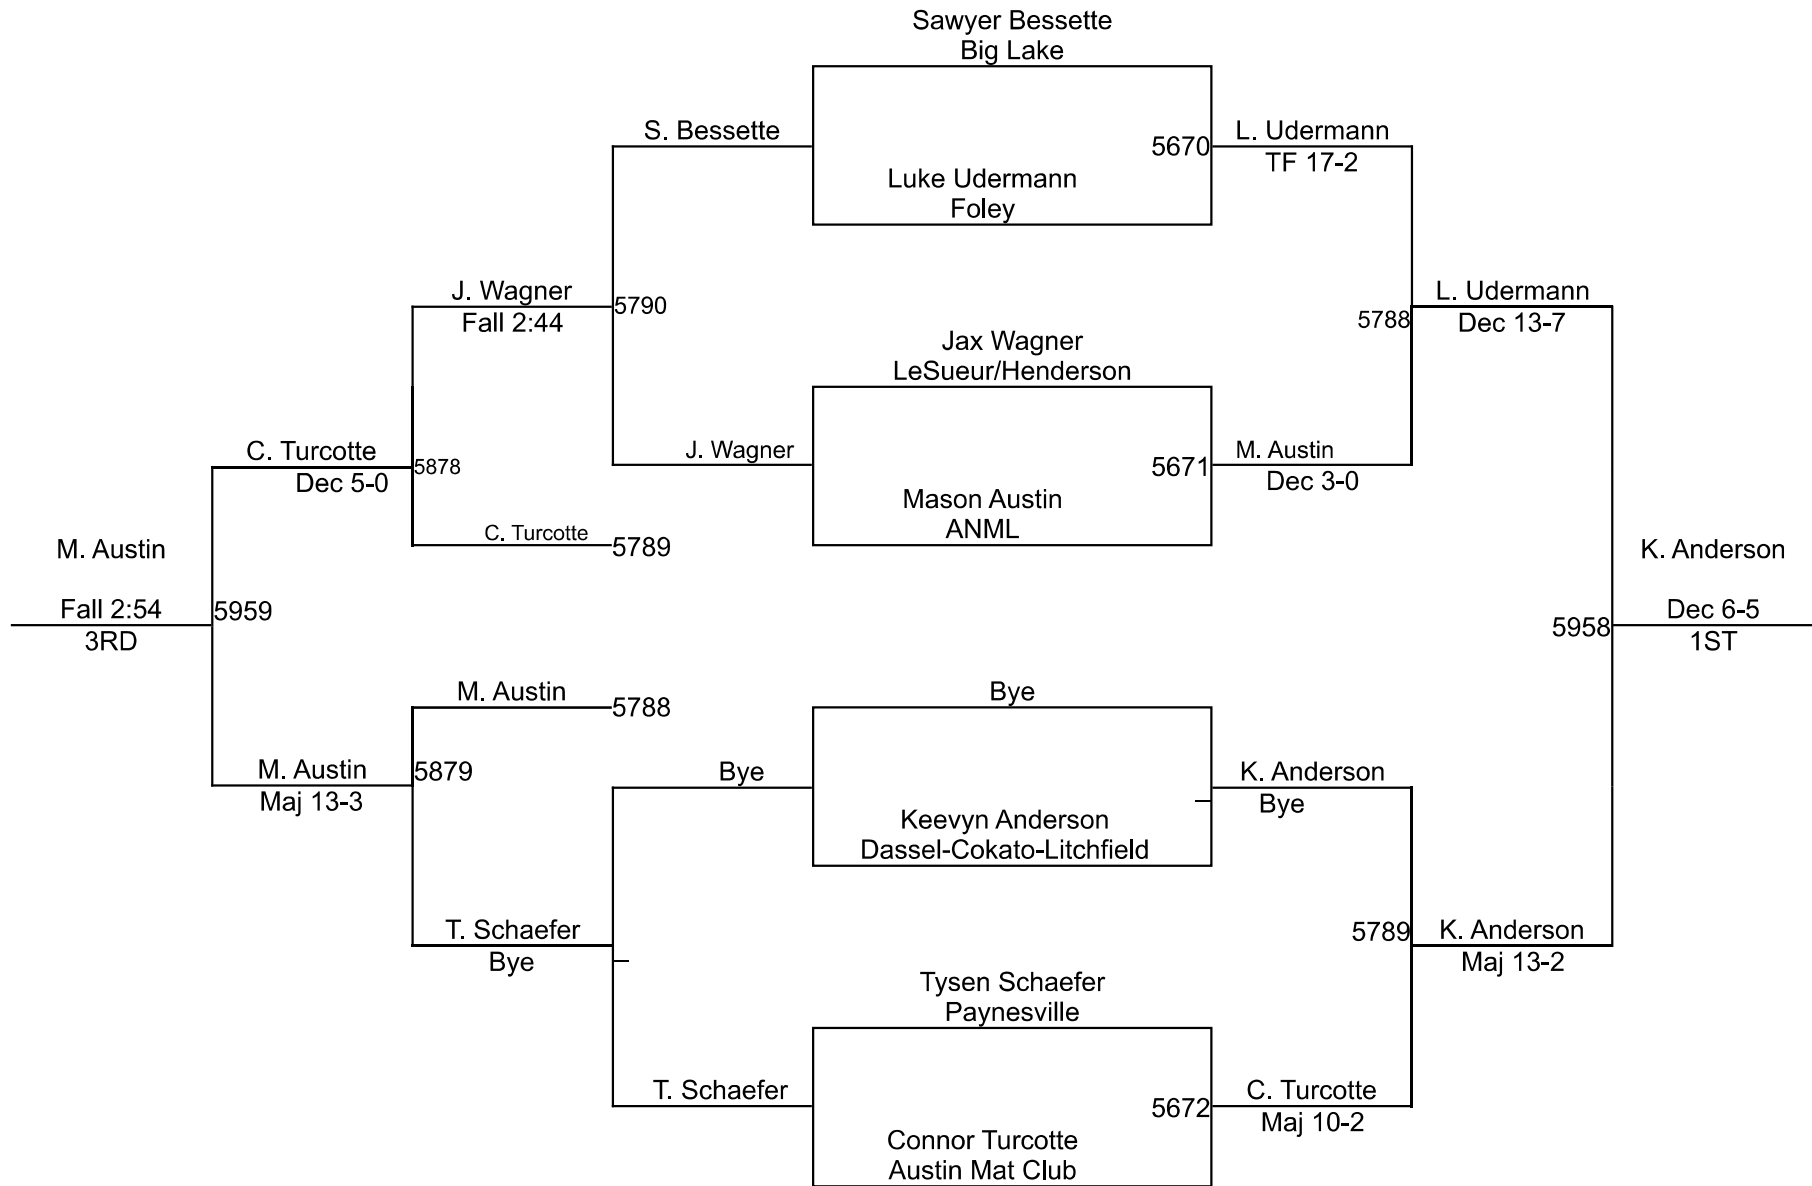 Sawyer Bessette
Big Lake
S. Bessette
5670
L. Udermann
TF 17-2
Luke Udermann
Foley
J. Wagner
Fall 2:44
5790
5788
L. Udermann
Dec 13-7
Jax Wagner
LeSueur/Henderson
C. Turcotte
Dec 5-0
5878
J. Wagner
5671
M. Austin
Dec 3-0
Mason Austin
ANML
C. Turcotte
5789
M. Austin
Fall 2:54
3RD
5959
K. Anderson
Dec 6-5
1ST
5958
M. Austin
5788
Bye
M. Austin
Maj 13-3
5879
Bye
K. Anderson
Bye
Keevyn Anderson
Dassel-Cokato-Litchfield
T. Schaefer
Bye
5789
K. Anderson
Maj 13-2
Tysen Schaefer
Paynesville
T. Schaefer
5672
C. Turcotte
Maj 10-2
Connor Turcotte
Austin Mat Club